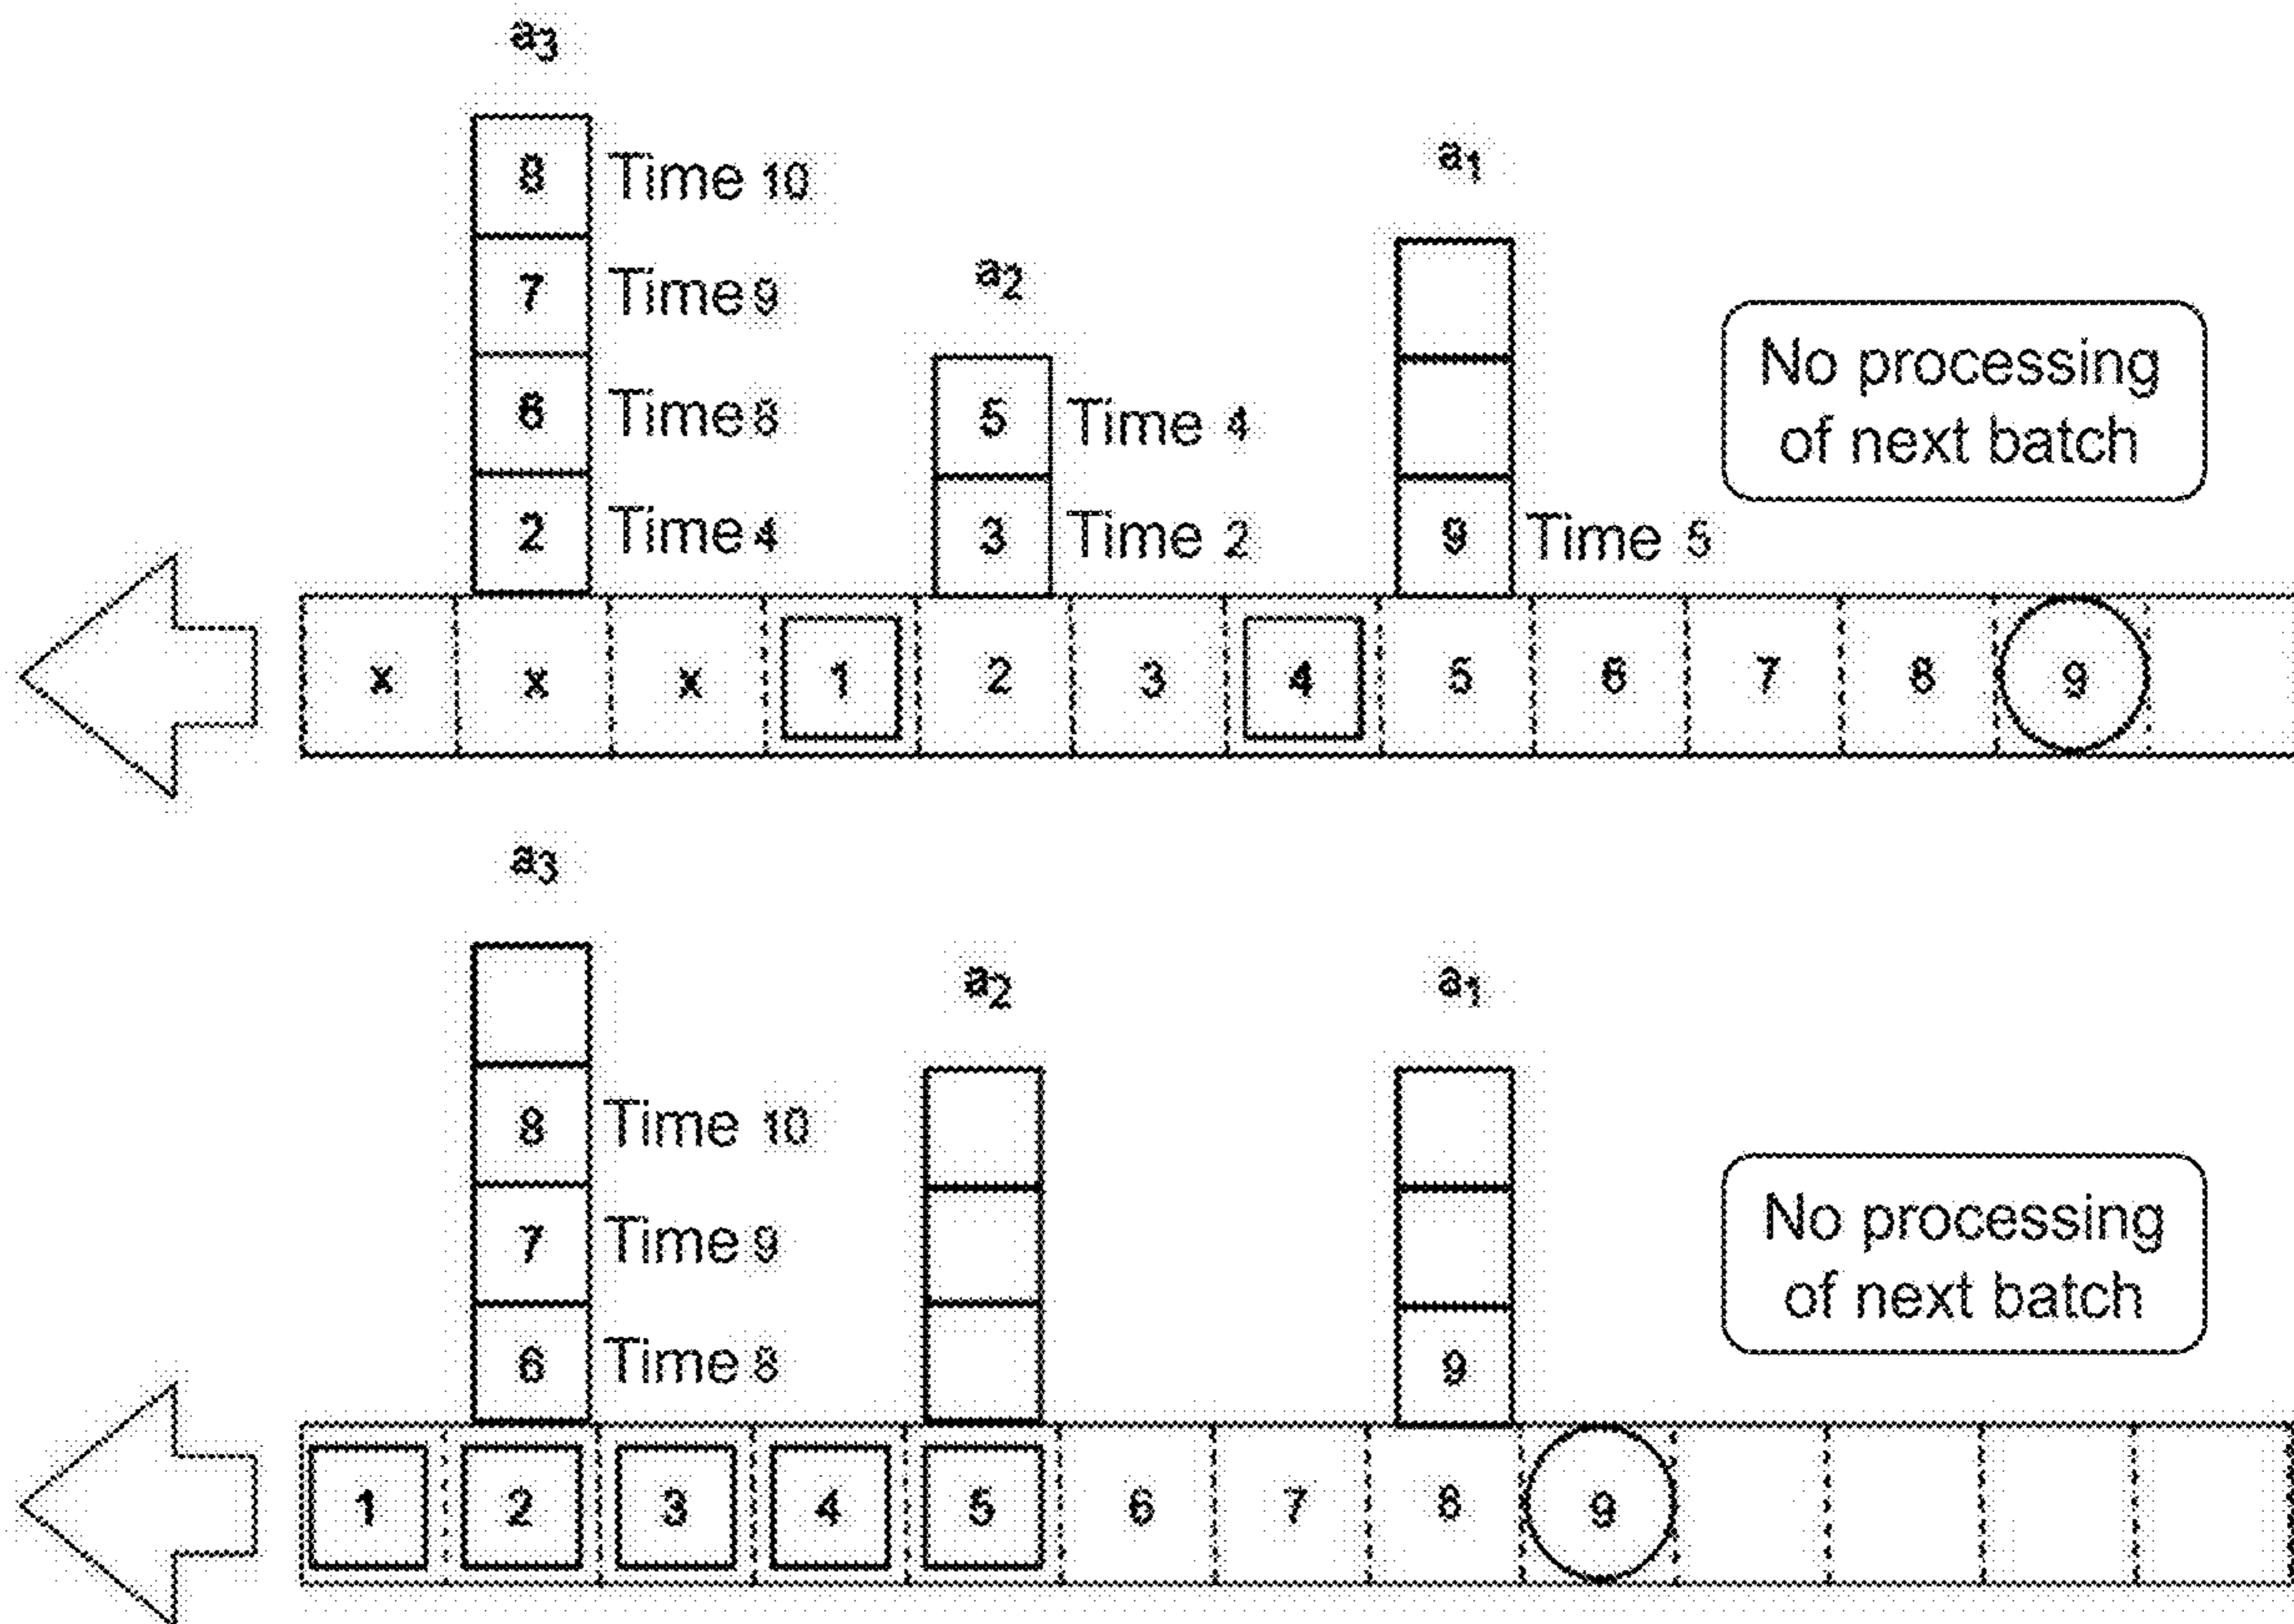 a₃
8 Time 10
7 Time 9
6 Time 8
2 Time 4
a₂
5 Time 4
3 Time 2
a₁
9 Time 5
No processing
of next batch
x x x 1 2 3 4 5 6 7 8 9
a₃
8 Time 10
7 Time 9
6 Time 8
a₂
a₁
9
No processing
of next batch
1 2 3 4 5 6 7 8 9